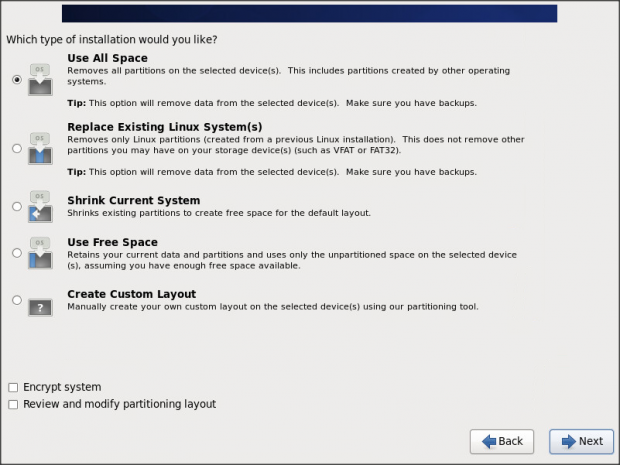 Which type of installation would you like?
Use All Space
Removes all partitions on the selected device(s).  This includes partitions created by other operating
systems.
Tip: This option will remove data from the selected device(s).  Make sure you have backups.
Replace Existing Linux System(s)
Removes only Linux partitions (created from a previous Linux installation).  This does not remove other
partitions you may have on your storage device(s) (such as VFAT or FAT32).
Tip: This option will remove data from the selected device(s).  Make sure you have backups.
Shrink Current System
Shrinks existing partitions to create free space for the default layout.
Use Free Space
Retains your current data and partitions and uses only the unpartitioned space on the selected device
(s), assuming you have enough free space available.
Create Custom Layout
Manually create your own custom layout on the selected device(s) using our partitioning tool.
OS
OS
OS
OS
?
Encrypt system
Review and modify partitioning layout
Back
Next